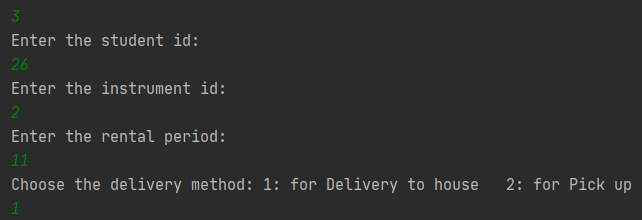 3
Enter the student id:
26
Enter the instrument id:
2
Enter the rental period:
11
Choose the delivery method: 1: for Delivery to house   2: for Pick up
1